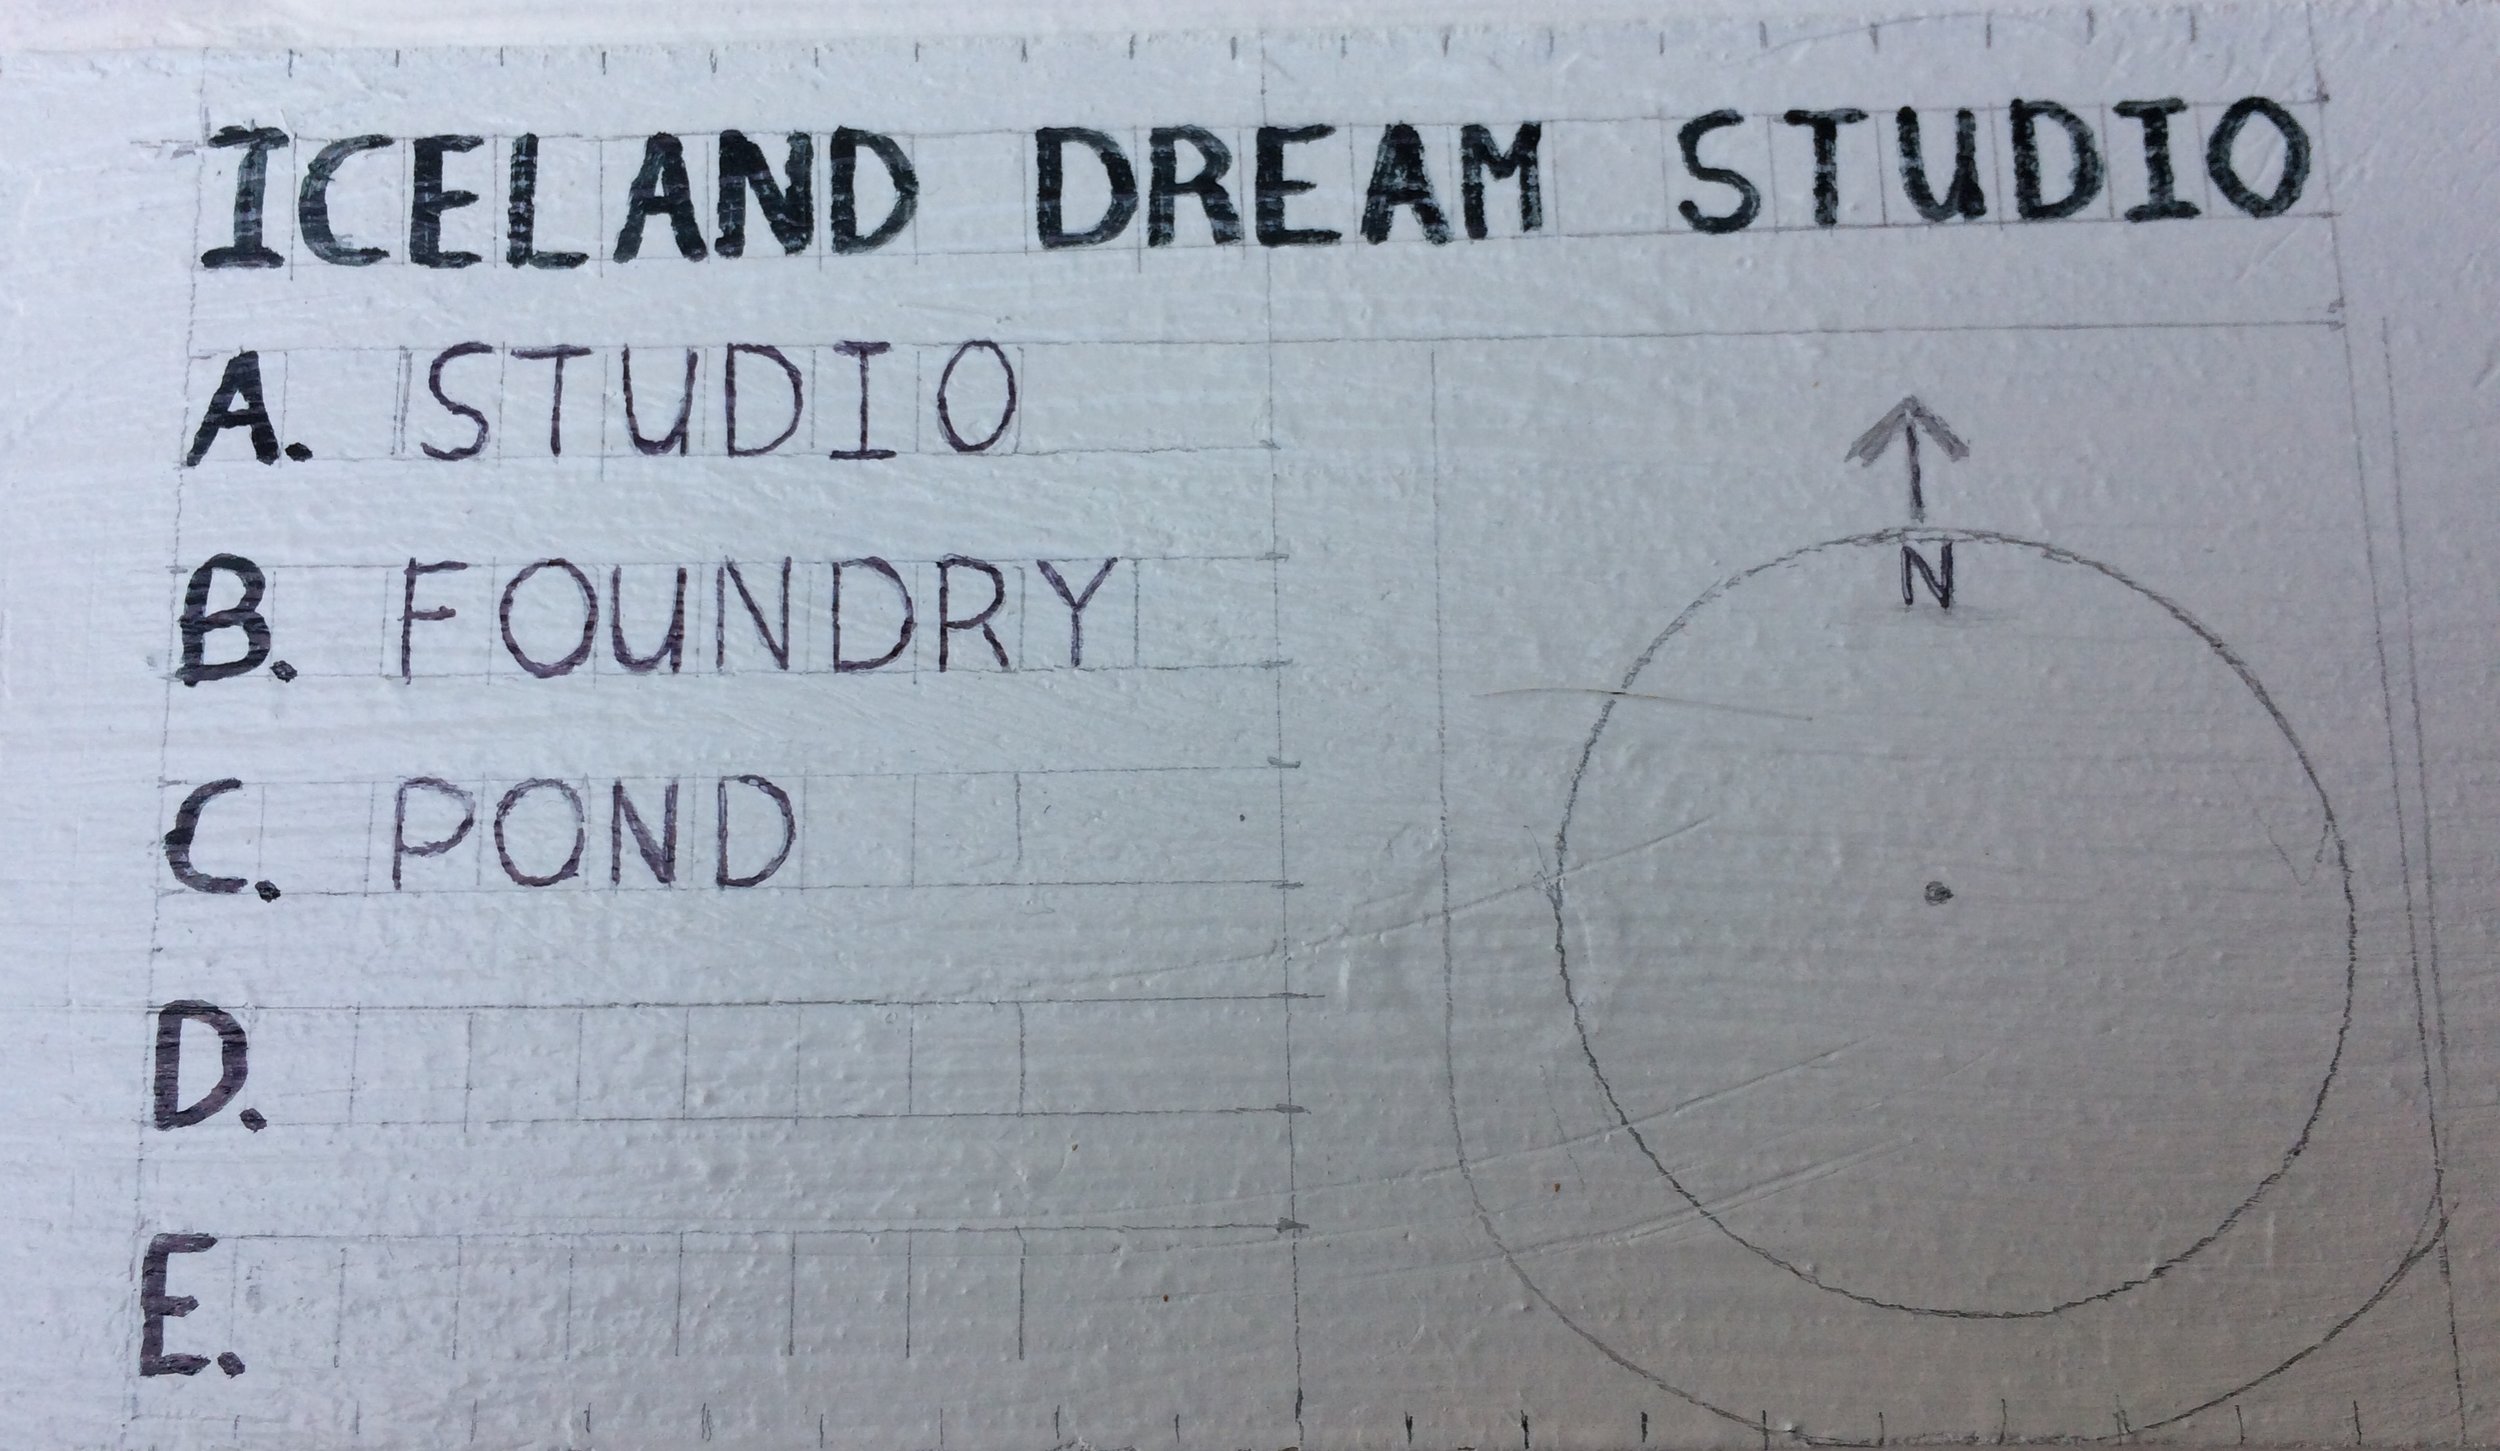 ICELAND DREAM STUDIO
A. STUDIO
B. FOUNDRY
C. POND
D.
E.
N